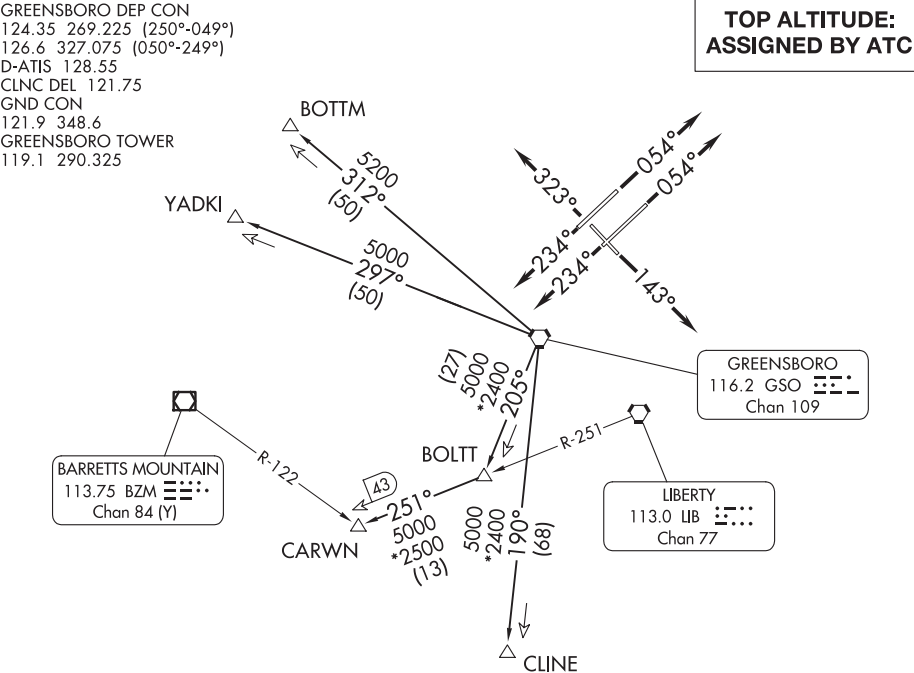 GREENSBORO DEP CON
124.35 269.225 (250°-049°)
126.6 327.075 (050°-249°)
D-ATIS 128.55
CLNC DEL 121.75
GND CON
121.9 348.6
GREENSBORO TOWER
119.1 290.325
TOP ALTITUDE:
ASSIGNED BY ATC
BOTTM
5200
312°
(50)
YADKI
5000
297°
(50)
323°
054°
054°
234°
234°
143°
GREENSBORO
116.2 GSO
Chan 109
(27)
5000
*2400
205°
BARRETTS MOUNTAIN
113.75 BZM
Chan 84 (Y)
R-122
BOLTT
R-251
LIBERTY
113.0 LIB
Chan 77
43
251°
5000
*2500
(13)
CARWN
5000
*2400
190°
(68)
CLINE